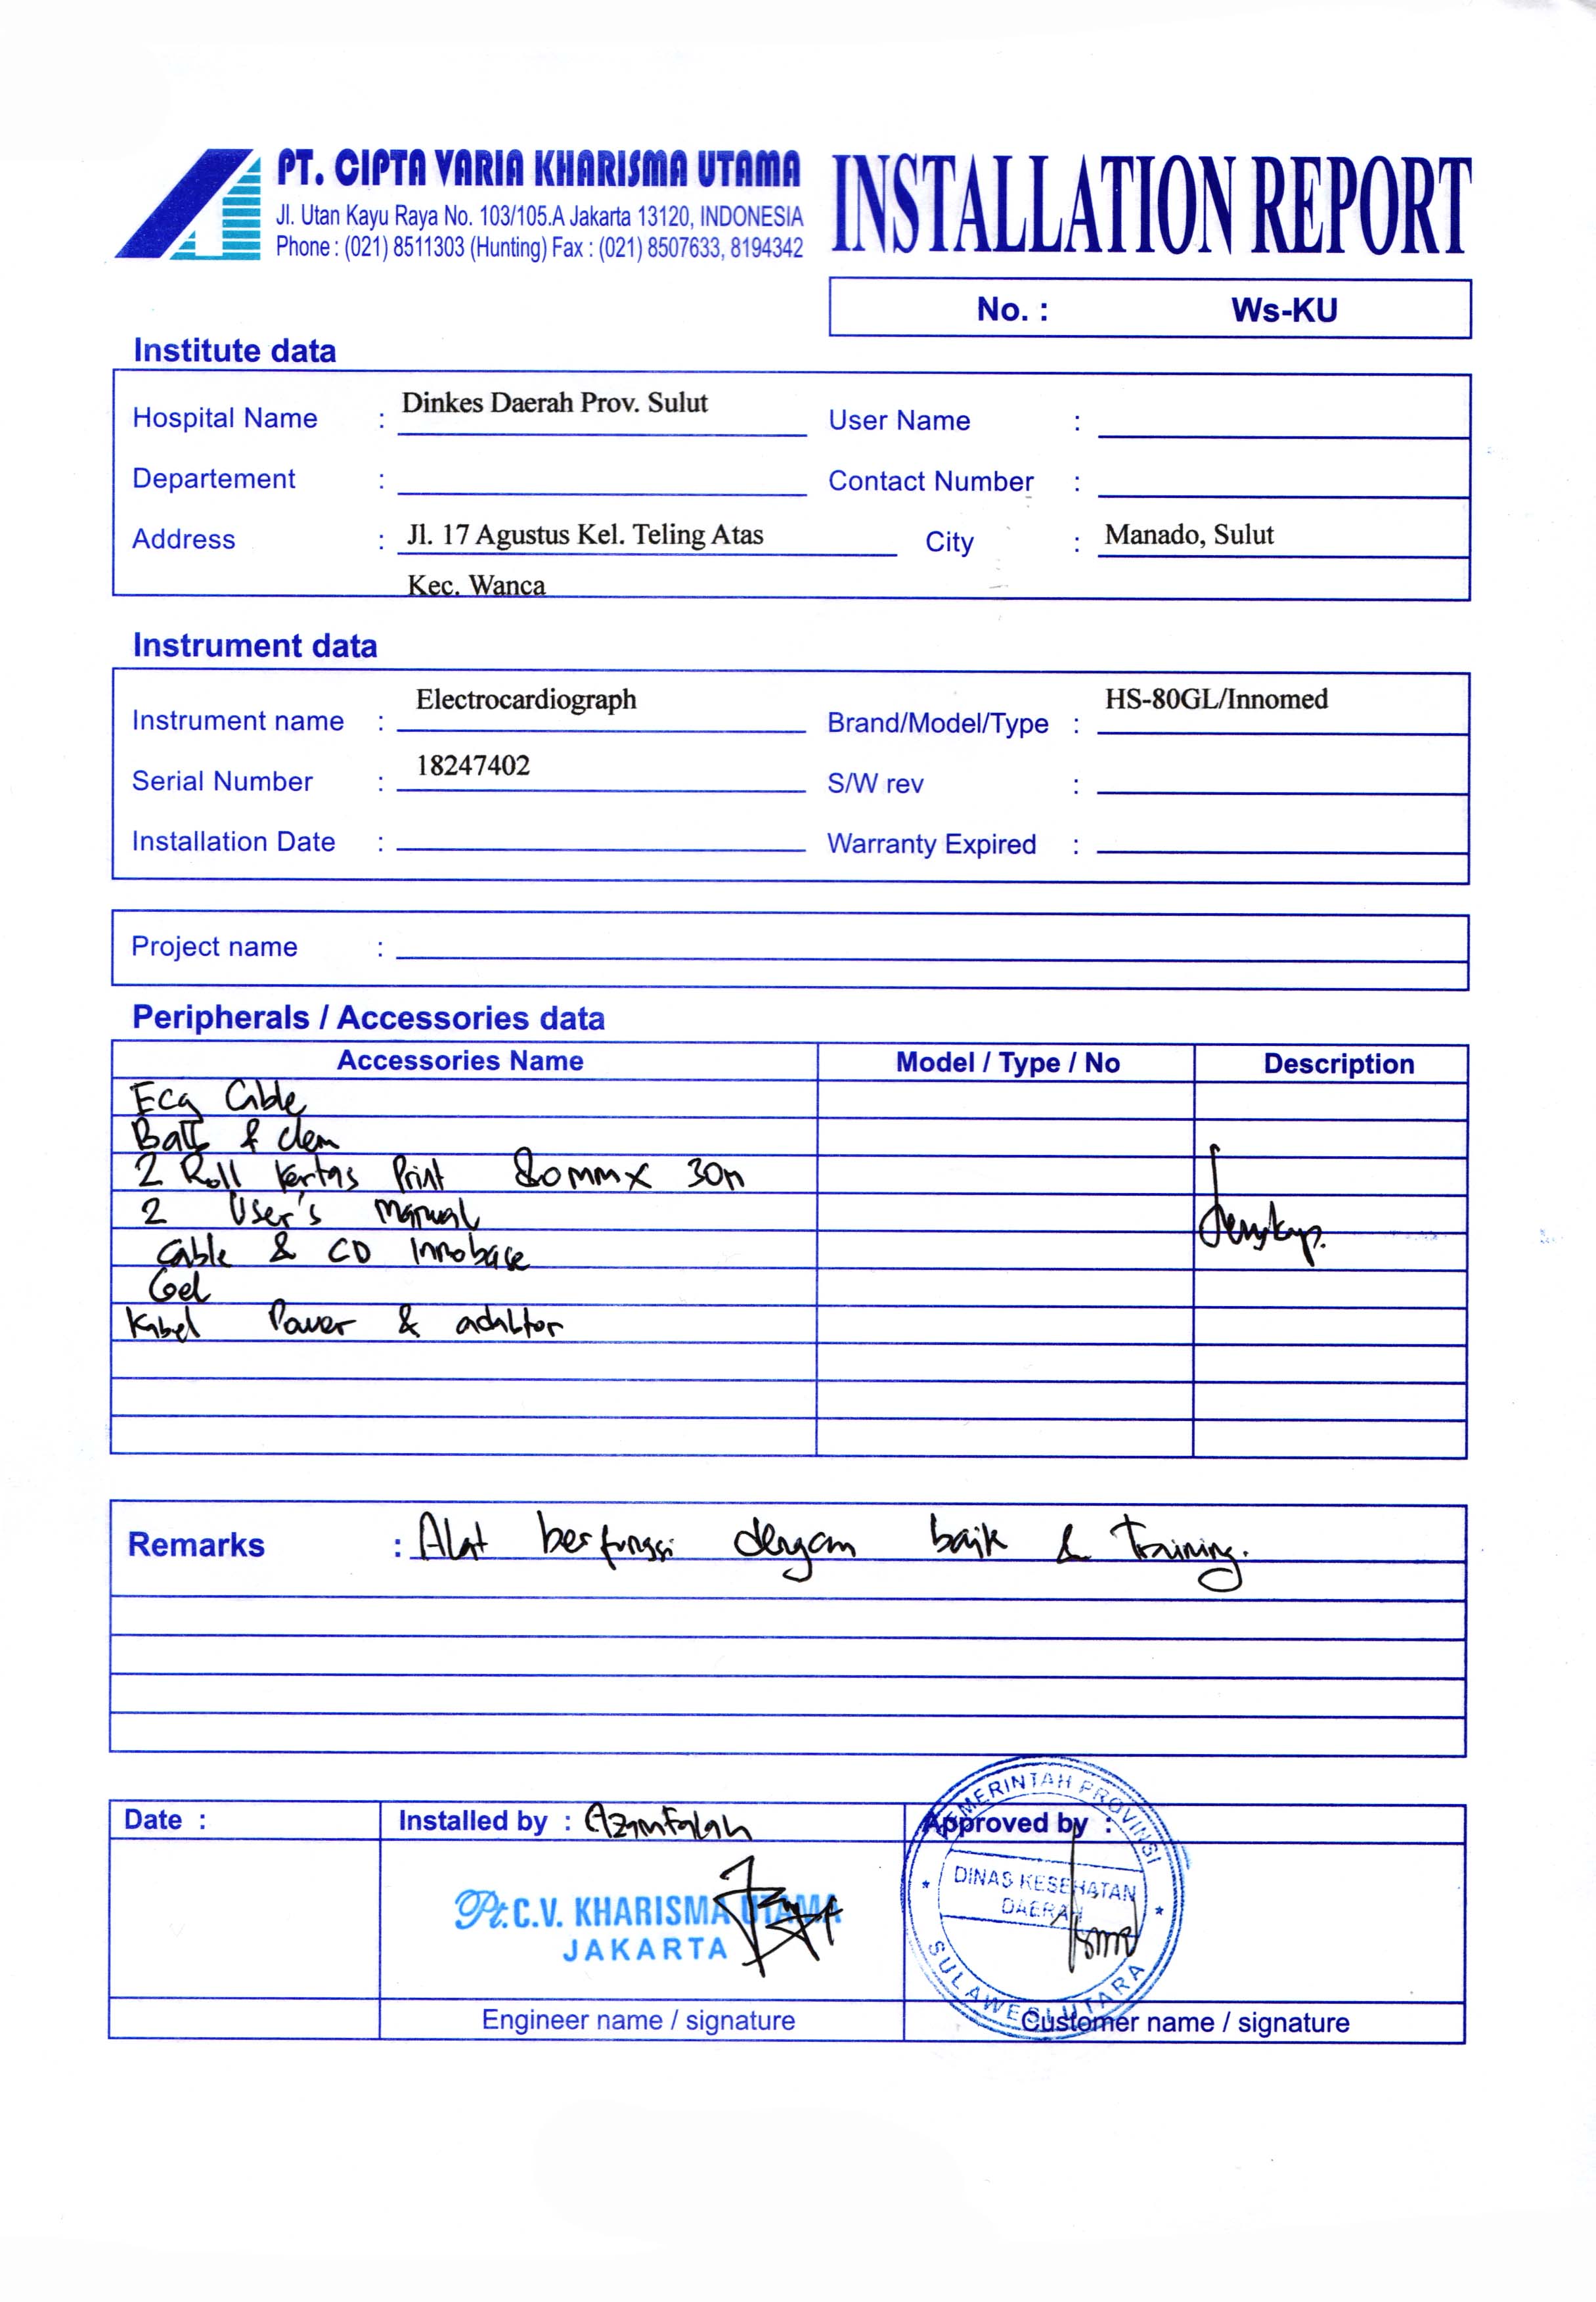 PT. CIPTA VARIA KHARISMA UTAMA
Jl. Utan Kayu Raya No. 103/105.A Jakarta 13120, INDONESIA
Phone : (021) 8511303 (Hunting) Fax : (021) 8507633, 8194342
INSTALLATION REPORT
No. : Ws-KU
Institute data
Hospital Name : Dinkes Daerah Prov. Sulut User Name :
Departement : Contact Number :
Address : Jl. 17 Agustus Kel. Teling Atas City : Manado, Sulut
Kec. Wanca
Instrument data
Instrument name : Electrocardiograph Brand/Model/Type : HS-80GL/Innomed
Serial Number : 18247402 S/W rev :
Installation Date : Warranty Expired :
Project name :
Peripherals / Accessories data
Accessories Name Model / Type / No Description
Ecg Cable
& clem
2 Roll kertas Print 80mm x 30m
2 User's manual lengkap.
Cable & CD Innobase
Gel
Kabel Power & adabtor
Remarks : Alat berfungsi dengan baik & Training.
Date : Installed by : Azamfalah Approved by :
Pt. C.V. KHARISMA UTAMA
JAKARTA
PEMERINTAH PROVINSI
DINAS KESEHATAN
DAERAH
SULAWESI UTARA
Engineer name / signature Customer name / signature